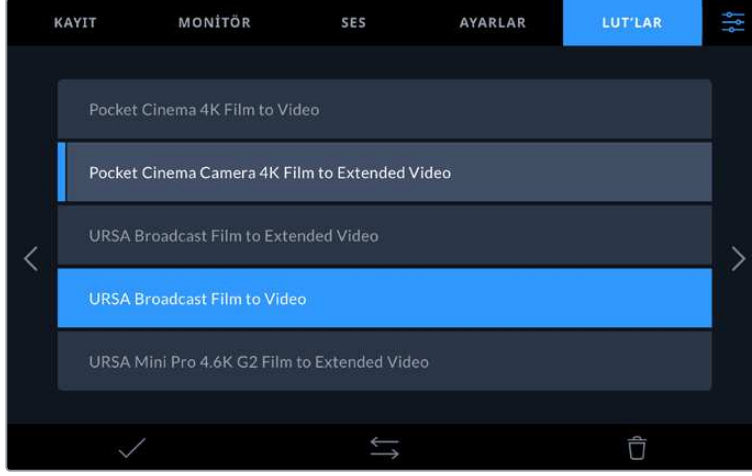 KAYIT MONİTÖR SES AYARLAR LUT'LAR
Pocket Cinema 4K Film to Video
Pocket Cinema Camera 4K Film to Extended Video
URSA Broadcast Film to Extended Video
URSA Broadcast Film to Video
URSA Mini Pro 4.6K G2 Film to Extended Video